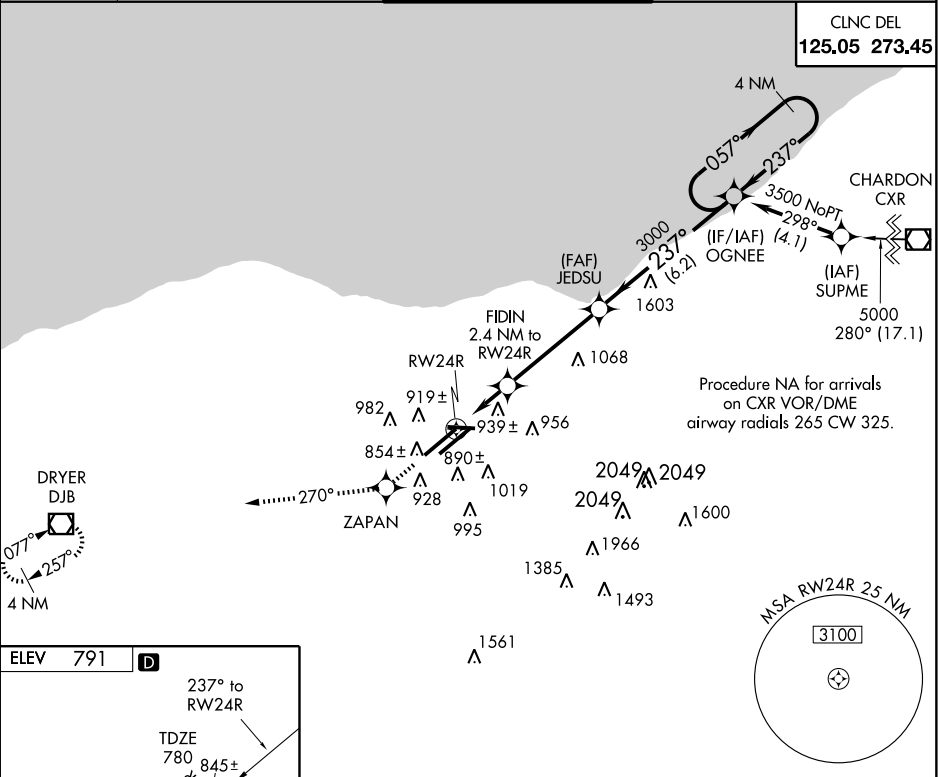 CLNC DEL
125.05 273.45
4 NM
057°
237°
CHARDON
CXR
3500 NoPT
298°
(4.1)
(IF/IAF)
OGNEE
3000
237°
(6.2)
(IAF)
SUPME
(FAF)
JEDSU
1603
5000
280° (17.1)
FIDIN
2.4 NM to
RW24R
RW24R
1068
Procedure NA for arrivals
on CXR VOR/DME
airway radials 265 CW 325.
982
919±
939±
956
854±
890±
2049
2049
DRYER
DJB
270°
928
1019
2049
ZAPAN
995
1600
077°
257°
1966
4 NM
1385
1493
MSA RW24R 25 NM
3100
1561
ELEV 791 D
237° to
RW24R
TDZE
780
845±